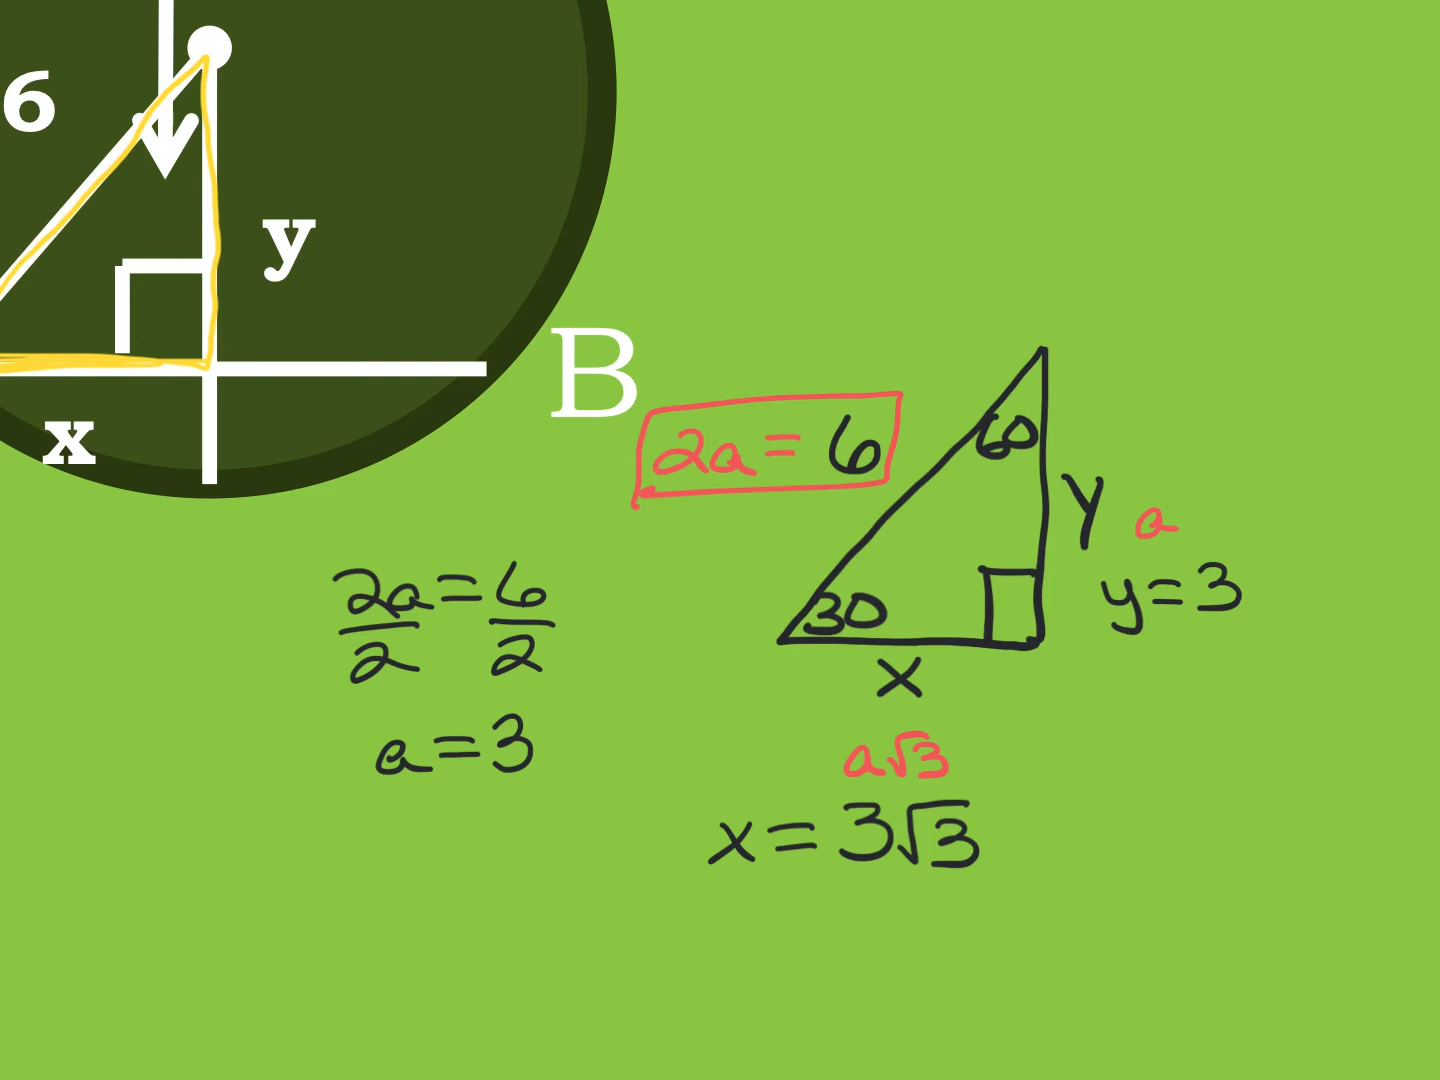 6
y
x
B
2a = 6
60
30
y
a
y = 3
x
a√3
x = 3√3
2a = 6
2 2
a = 3